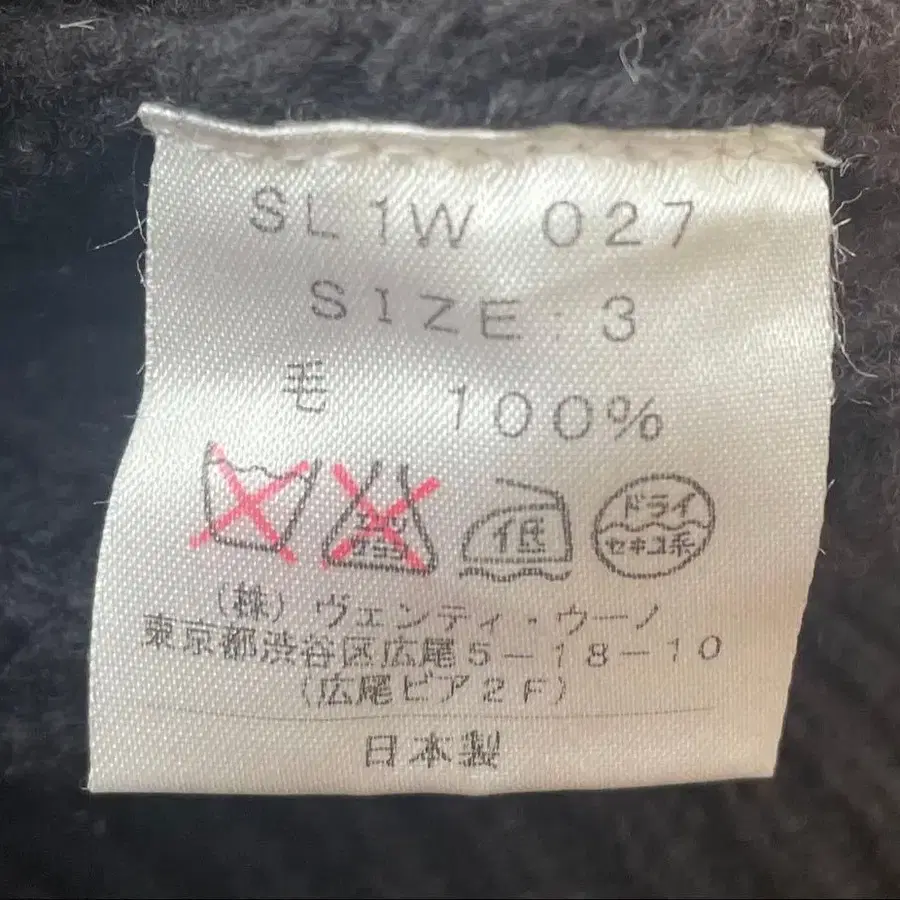 SL1W 027
SIZE:3
毛 100%
低 ドライ セキユ系
(株)ヴェンティ・ウーノ
東京都渋谷区広尾5-18-10
(広尾ピア2F)
日本製